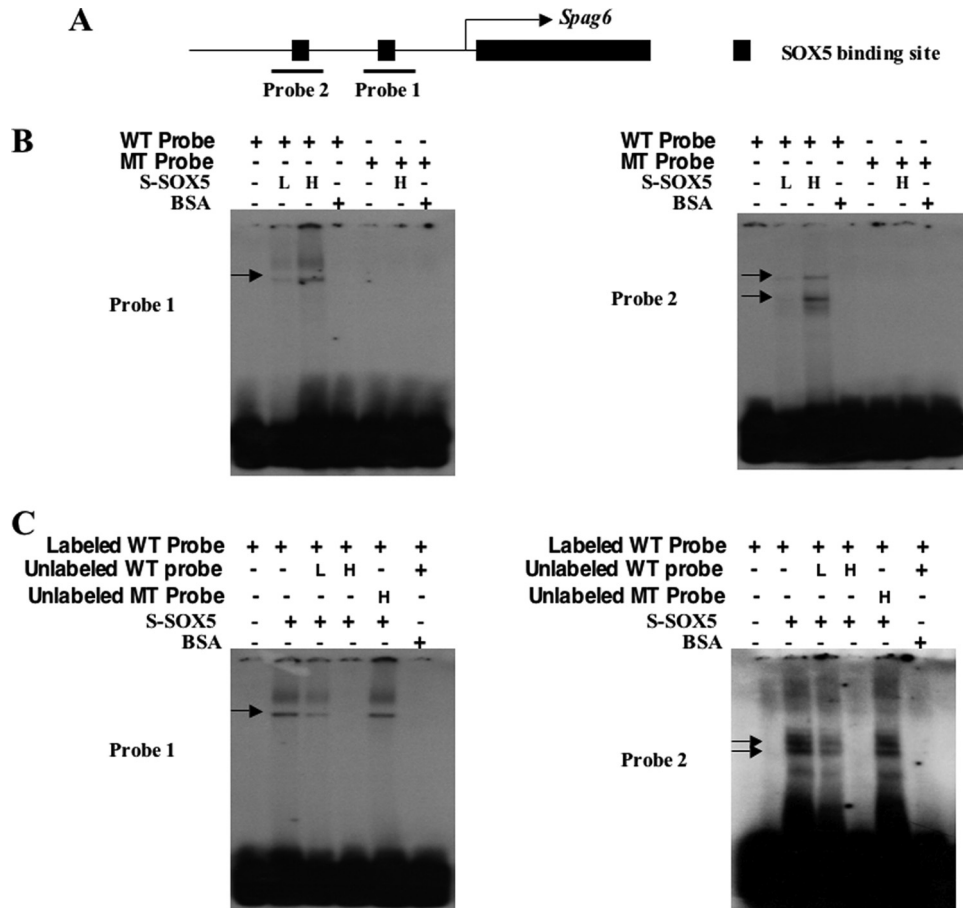 A
Spag6
SOX5 binding site
Probe 2 Probe 1
B
WT Probe + + + + - - -
MT Probe - - - - + + +
S-SOX5 - L H - - H -
BSA - - - + - - +
Probe 1
WT Probe + + + + - - -
MT Probe - - - - + + +
S-SOX5 - L H - - H -
BSA - - - + - - +
Probe 2
C
Labeled WT Probe + + + + + +
Unlabeled WT probe - - L H - +
Unlabeled MT Probe - - - - H -
S-SOX5 - + + + + -
BSA - - - - - +
Probe 1
Labeled WT Probe + + + + + +
Unlabeled WT probe - - L H - +
Unlabeled MT Probe - - - - H -
S-SOX5 - + + + + -
BSA - - - - - +
Probe 2